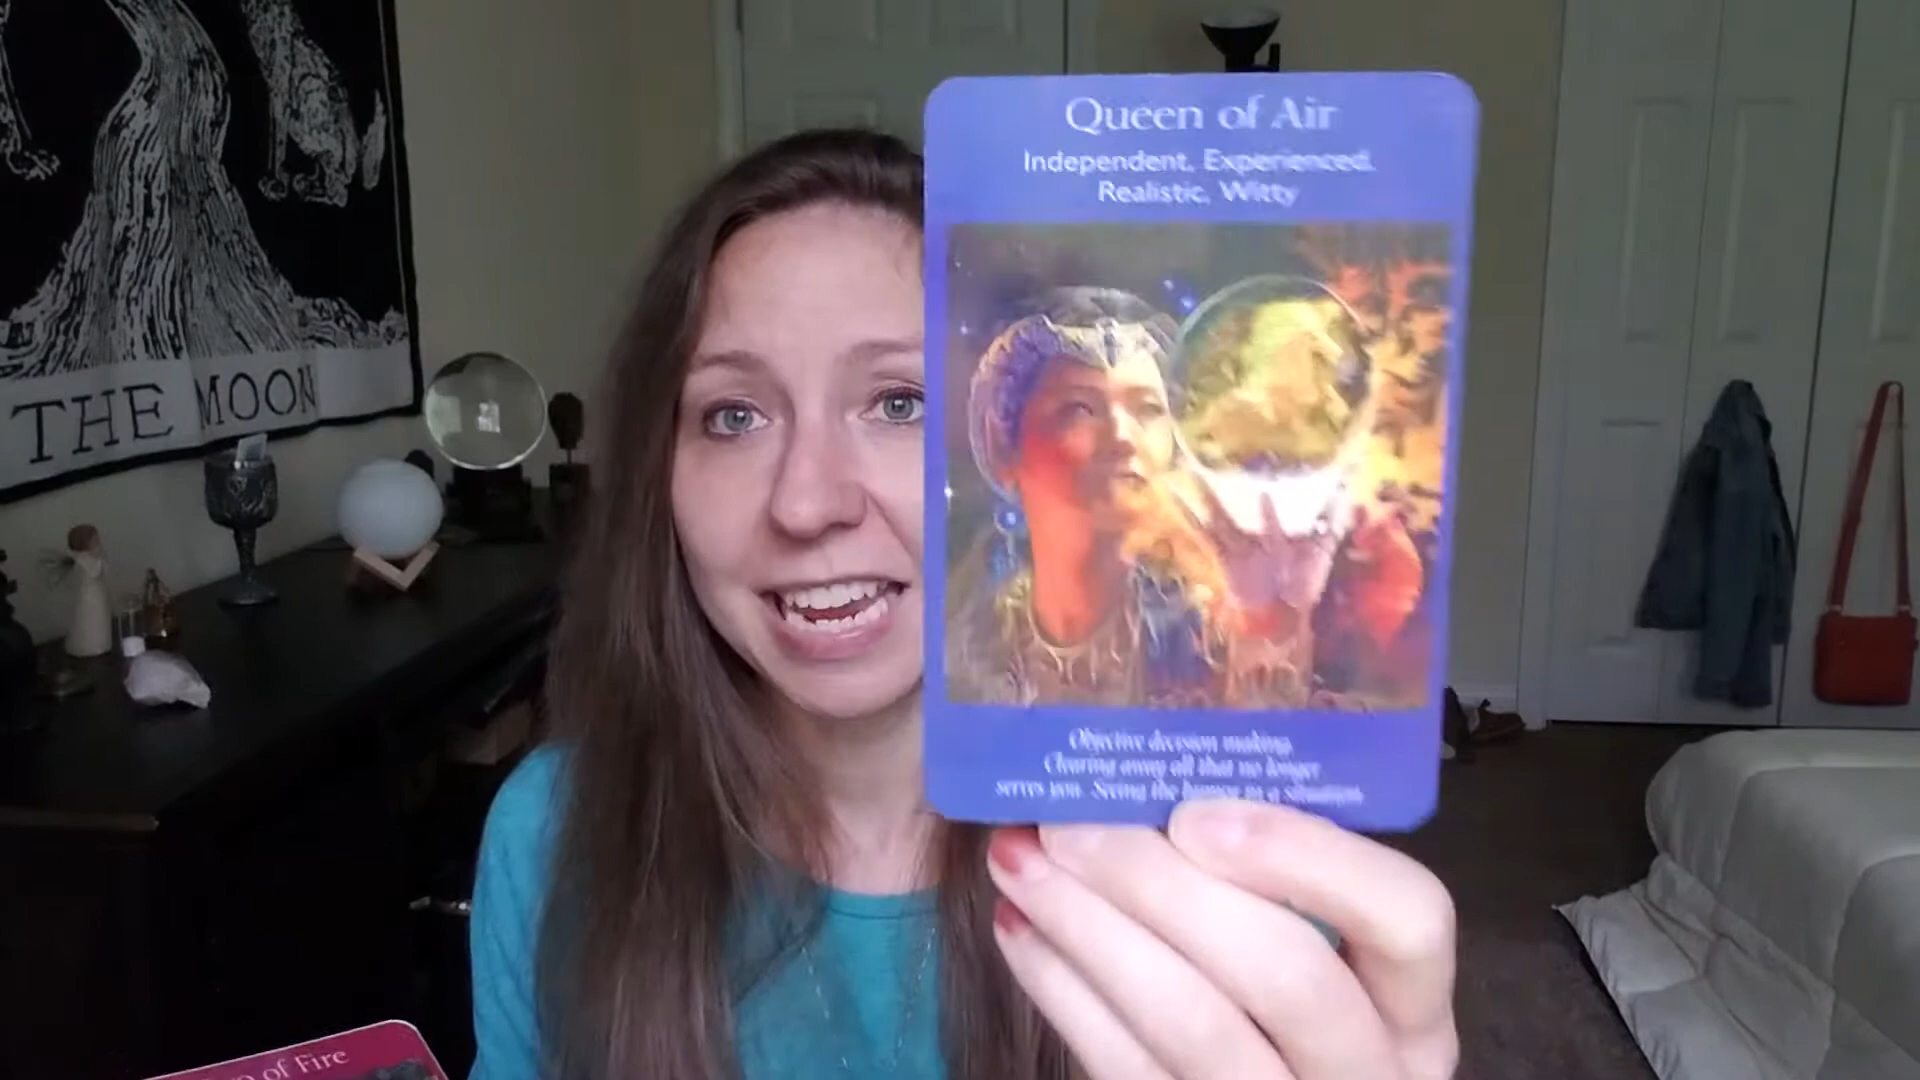 THE MOON
Queen of Air
Independent, Experienced,
Realistic, Witty
Objective decision making.
Clearing away all that no longer
serves you. Seeing the humor in a situation.
of Fire